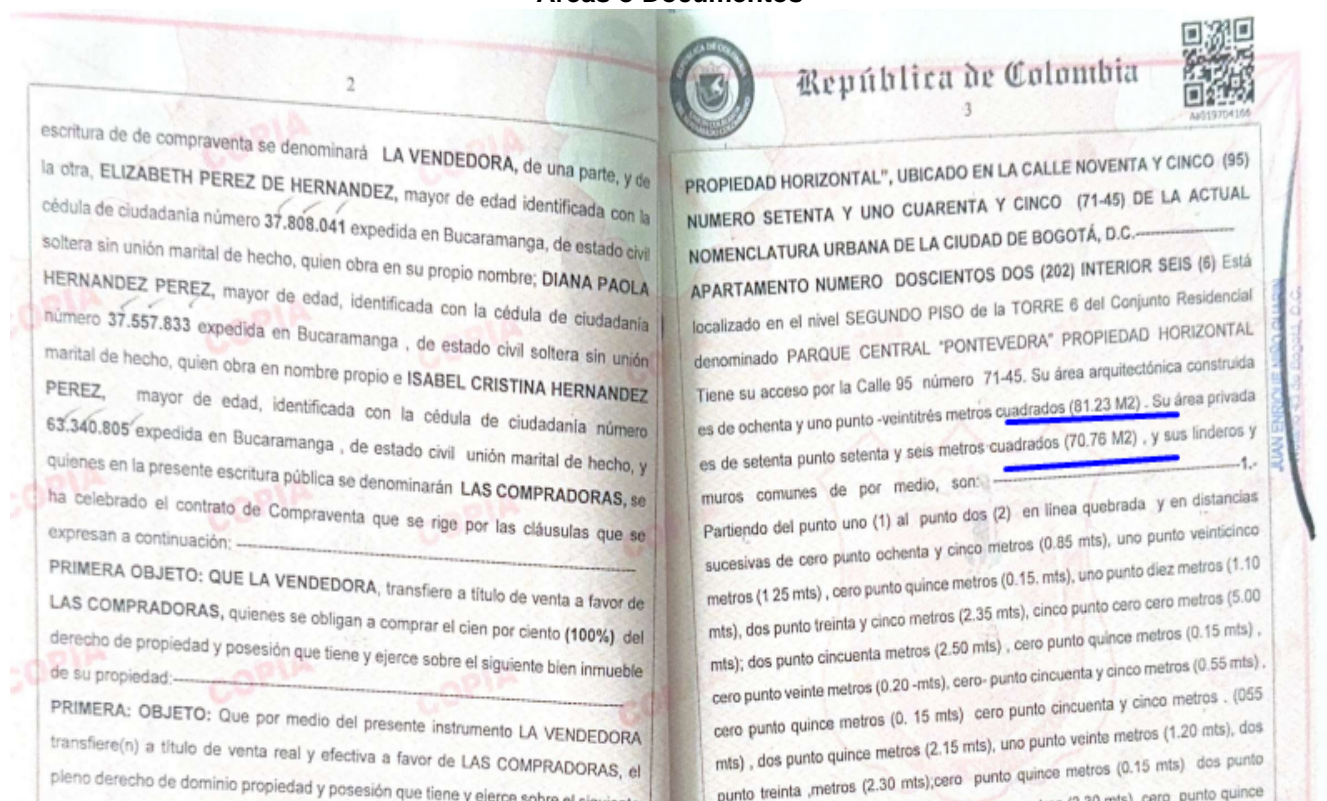 Áreas o Documentos
2
escritura de de compraventa se denominará LA VENDEDORA, de una parte, y de
la otra, ELIZABETH PEREZ DE HERNANDEZ, mayor de edad identificada con la
cédula de ciudadanía número 37.808.041 expedida en Bucaramanga, de estado civil
soltera sin unión marital de hecho, quien obra en su propio nombre; DIANA PAOLA
HERNANDEZ PEREZ, mayor de edad, identificada con la cédula de ciudadanía
número 37.557.833 expedida en Bucaramanga , de estado civil soltera sin unión
marital de hecho, quien obra en nombre propio e ISABEL CRISTINA HERNANDEZ
PEREZ, mayor de edad, identificada con la cédula de ciudadanía número
63.340.805 expedida en Bucaramanga , de estado civil unión marital de hecho, y
quienes en la presente escritura pública se denominarán LAS COMPRADORAS, se
ha celebrado el contrato de Compraventa que se rige por las cláusulas que se
expresan a continuación: ----------
PRIMERA OBJETO: QUE LA VENDEDORA, transfiere a título de venta a favor de
LAS COMPRADORAS, quienes se obligan a comprar el cien por ciento (100%) del
derecho de propiedad y posesión que tiene y ejerce sobre el siguiente bien inmueble
de su propiedad:----------
PRIMERA: OBJETO: Que por medio del presente instrumento LA VENDEDORA
transfiere(n) a título de venta real y efectiva a favor de LAS COMPRADORAS, el
pleno derecho de dominio propiedad y posesión que tiene y ejerce sobre el siguiente
República de Colombia
3
Aa019704166
PROPIEDAD HORIZONTAL", UBICADO EN LA CALLE NOVENTA Y CINCO (95)
NUMERO SETENTA Y UNO CUARENTA Y CINCO (71-45) DE LA ACTUAL
NOMENCLATURA URBANA DE LA CIUDAD DE BOGOTÁ, D.C.----------
APARTAMENTO NUMERO DOSCIENTOS DOS (202) INTERIOR SEIS (6) Está
localizado en el nivel SEGUNDO PISO de la TORRE 6 del Conjunto Residencial
denominado PARQUE CENTRAL "PONTEVEDRA" PROPIEDAD HORIZONTAL
Tiene su acceso por la Calle 95 número 71-45. Su área arquitectónica construida
es de ochenta y uno punto -veintitrés metros cuadrados (81.23 M2) . Su área privada
es de setenta punto setenta y seis metros cuadrados (70.76 M2) , y sus linderos y
muros comunes de por medio, son: ----------1.-
Partiendo del punto uno (1) al punto dos (2) en línea quebrada y en distancias
sucesivas de cero punto ochenta y cinco metros (0.85 mts), uno punto veinticinco
metros (1 25 mts) , cero punto quince metros (0.15. mts), uno punto diez metros (1.10
mts), dos punto treinta y cinco metros (2.35 mts), cinco punto cero cero metros (5.00
mts); dos punto cincuenta metros (2.50 mts) , cero punto quince metros (0.15 mts) ,
cero punto veinte metros (0.20 -mts), cero- punto cincuenta y cinco metros (0.55 mts) ,
cero punto quince metros (0. 15 mts) cero punto cincuenta y cinco metros . (055
mts) , dos punto quince metros (2.15 mts), uno punto veinte metros (1.20 mts), dos
punto treinta ,metros (2.30 mts);cero punto quince metros (0.15 mts) dos punto
mts), cero punto quince
JUAN ENRIQUE NIÑO GUARIN
COPIA
COPIA
COPIA
COPIA
COPIA
COPIA
COPIA
COPIA